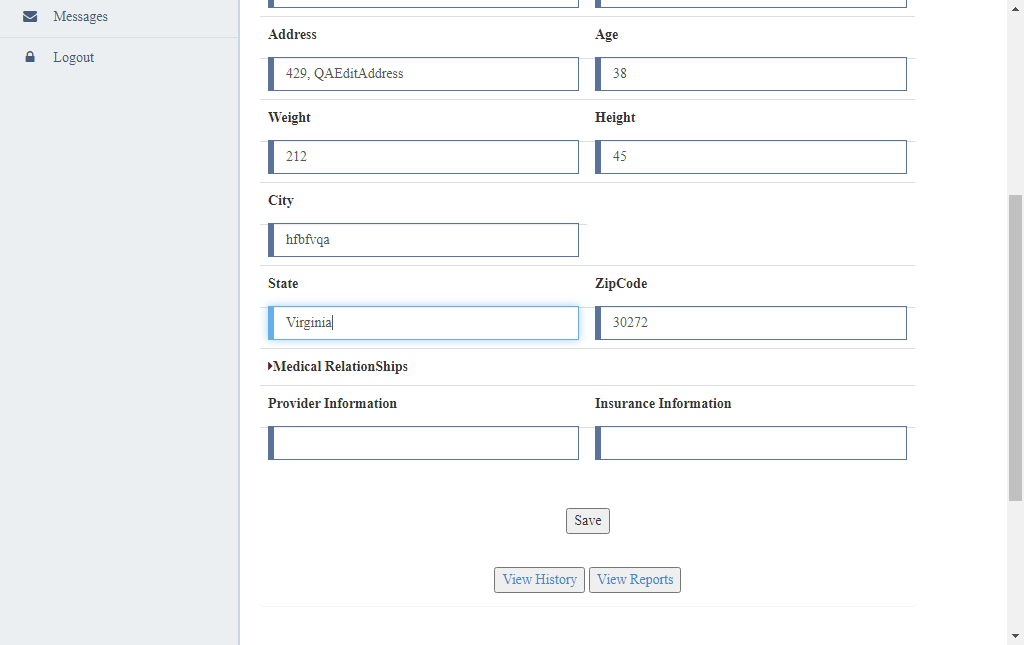 Messages
Logout
Address Age
429, QAEditAddress 38
Weight Height
212 45
City
hfbfvqa
State ZipCode
Virginia 30272
Medical RelationShips
Provider Information Insurance Information
Save
View History View Reports